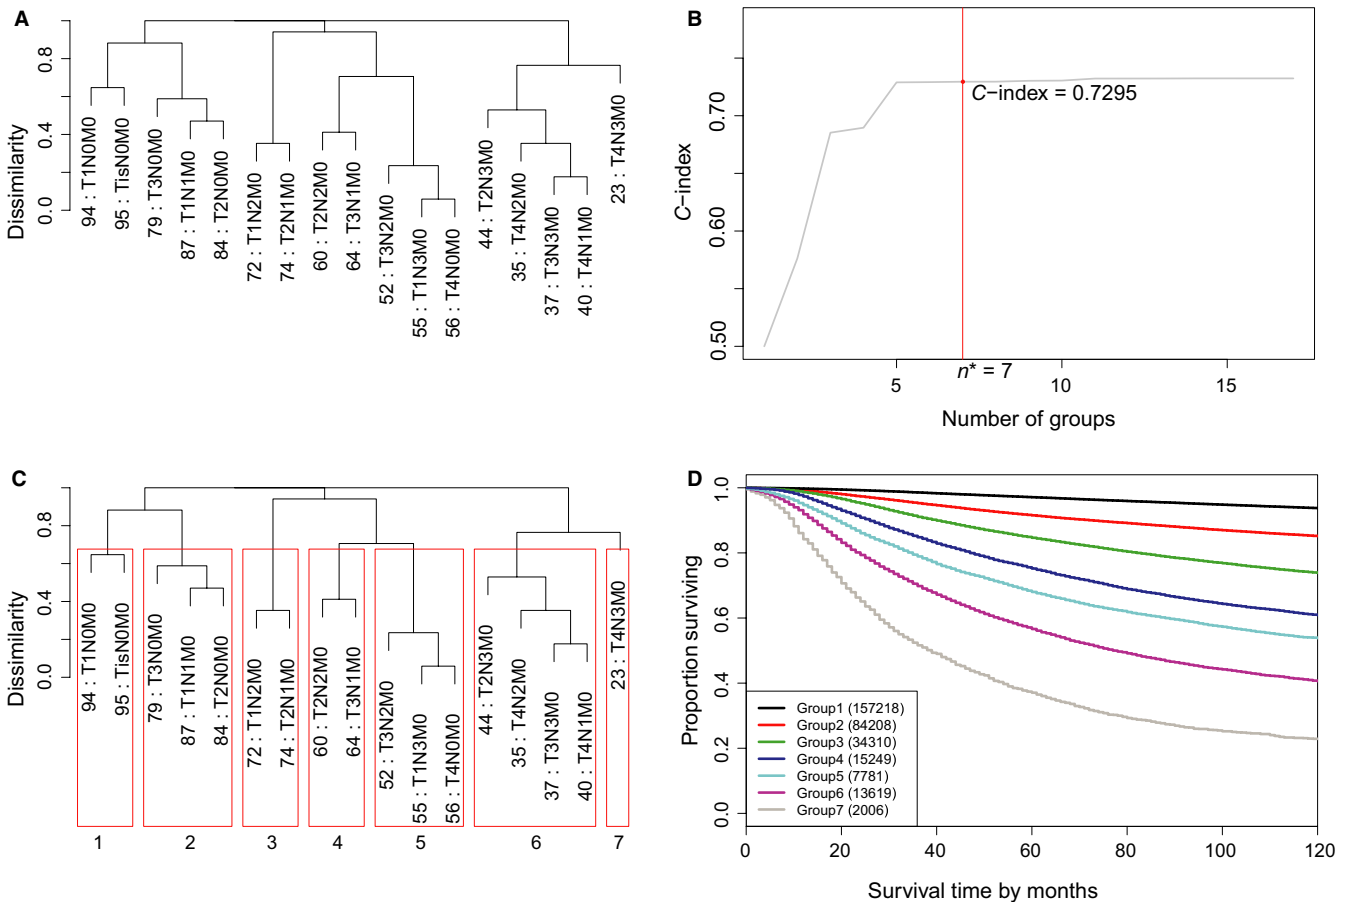 A
Dissimilarity
0.8
0.4
0.0
94 : T1N0M0
95 : TisN0M0
79 : T3N0M0
87 : T1N1M0
84 : T2N0M0
72 : T1N2M0
74 : T2N1M0
60 : T2N2M0
64 : T3N1M0
52 : T3N2M0
55 : T1N3M0
56 : T4N0M0
44 : T2N3M0
35 : T4N2M0
37 : T3N3M0
40 : T4N1M0
23 : T4N3M0
B
C-index
0.70
0.60
0.50
C-index = 0.7295
n* = 7
5
10
15
Number of groups
C
Dissimilarity
0.8
0.4
0.0
94 : T1N0M0
95 : TisN0M0
79 : T3N0M0
87 : T1N1M0
84 : T2N0M0
72 : T1N2M0
74 : T2N1M0
60 : T2N2M0
64 : T3N1M0
52 : T3N2M0
55 : T1N3M0
56 : T4N0M0
44 : T2N3M0
35 : T4N2M0
37 : T3N3M0
40 : T4N1M0
23 : T4N3M0
1
2
3
4
5
6
7
D
Proportion surviving
1.0
0.8
0.6
0.4
0.2
0.0
Group1 (157218)
Group2 (84208)
Group3 (34310)
Group4 (15249)
Group5 (7781)
Group6 (13619)
Group7 (2006)
0
20
40
60
80
100
120
Survival time by months